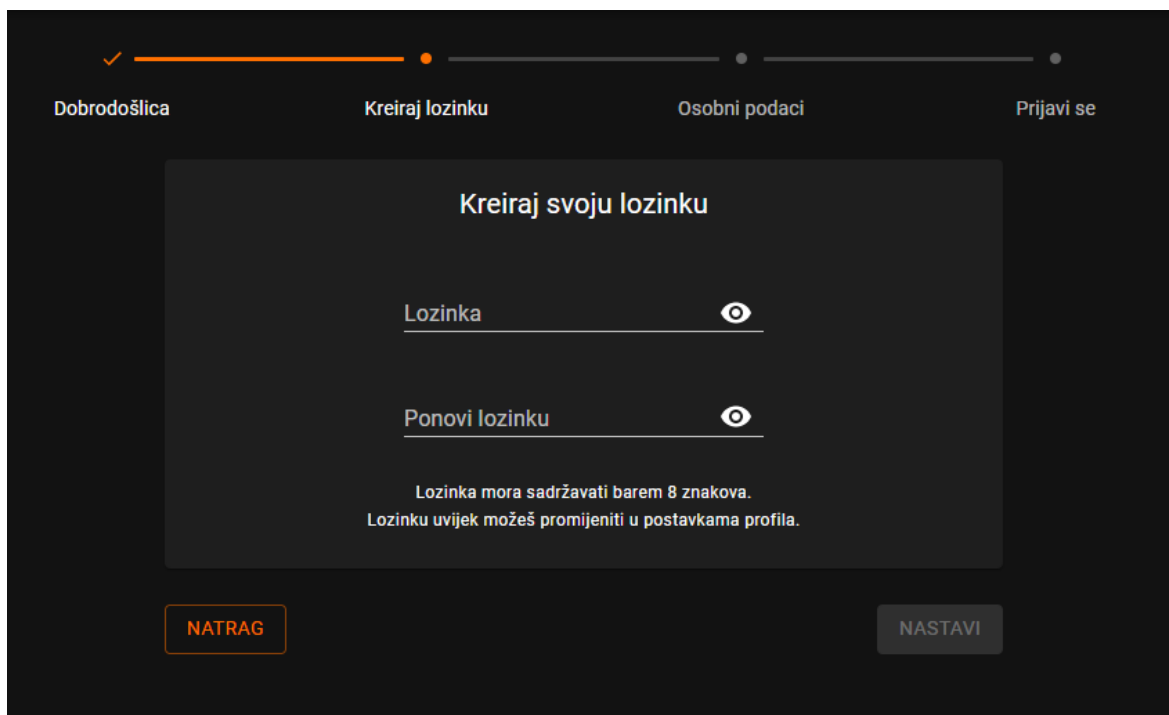 Dobrodošlica
Kreiraj lozinku
Osobni podaci
Prijavi se
Kreiraj svoju lozinku
Lozinka
Ponovi lozinku
Lozinka mora sadržavati barem 8 znakova.
Lozinku uvijek možeš promijeniti u postavkama profila.
NATRAG
NASTAVI